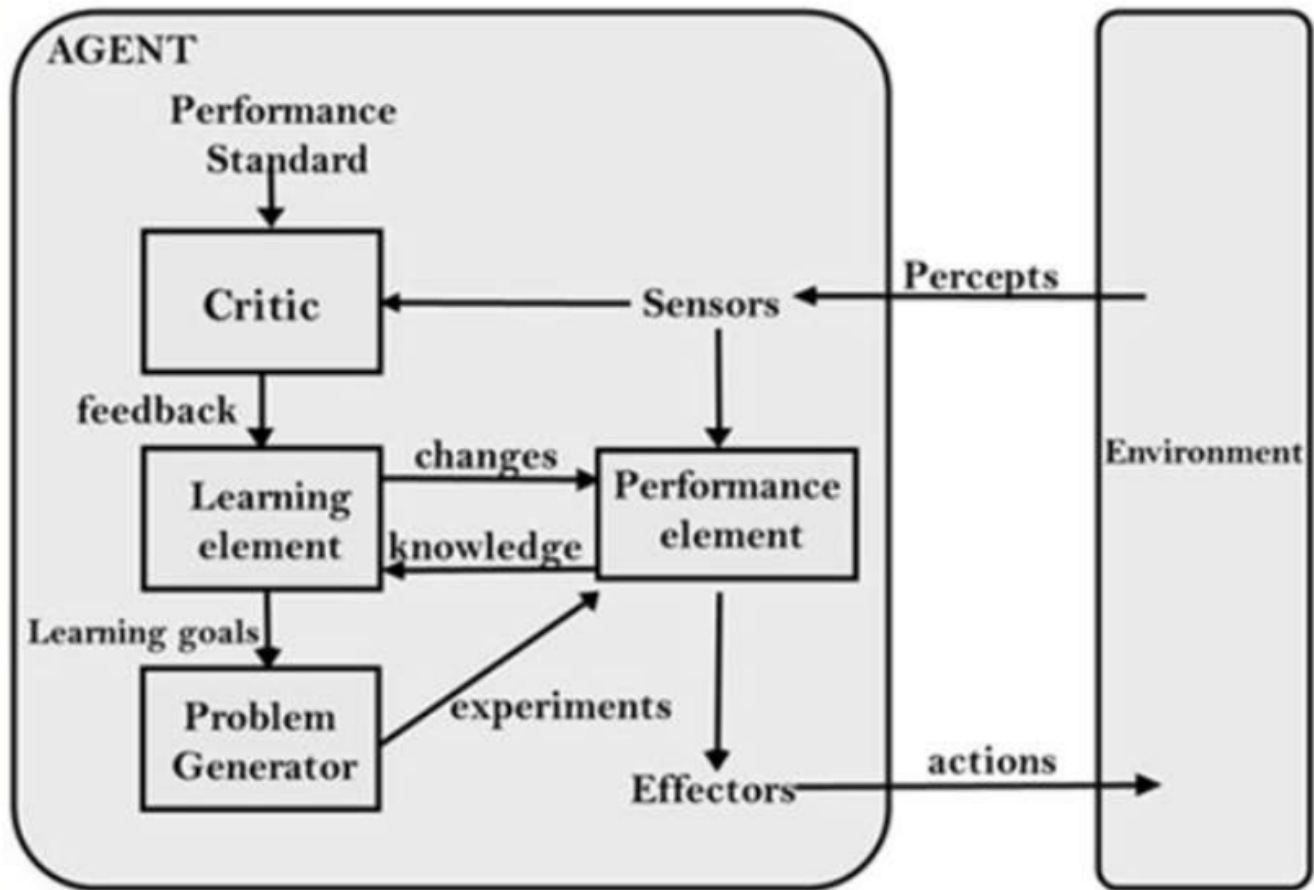 AGENT
Performance
Standard
Critic
Sensors
Percepts
feedback
changes
Learning
element
Performance
element
Environment
knowledge
Learning goals
experiments
Problem
Generator
Effectors
actions